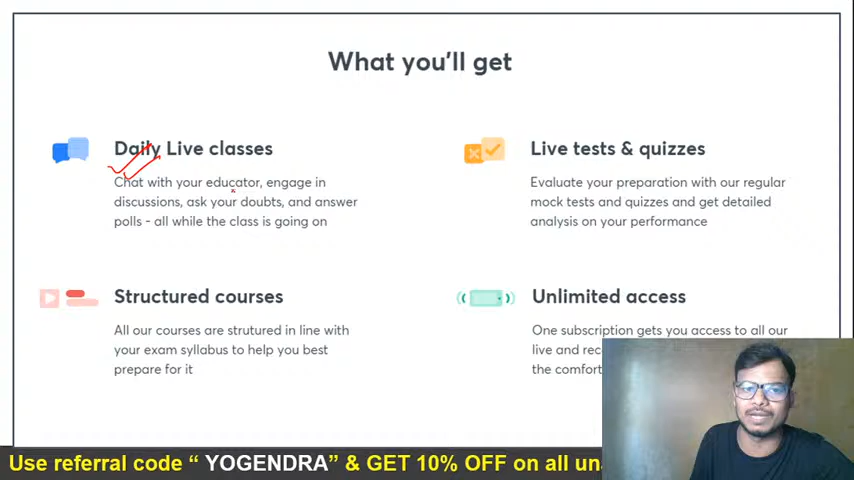 What you'll get
Daily Live classes
Chat with your educator, engage in
discussions, ask your doubts, and answer
polls - all while the class is going on
Live tests & quizzes
Evaluate your preparation with our regular
mock tests and quizzes and get detailed
analysis on your performance
Structured courses
All our courses are strutured in line with
your exam syllabus to help you best
prepare for it
Unlimited access
One subscription gets you access to all our
live and
the
Use referral code “ YOGENDRA” & GET 10% OFF on all